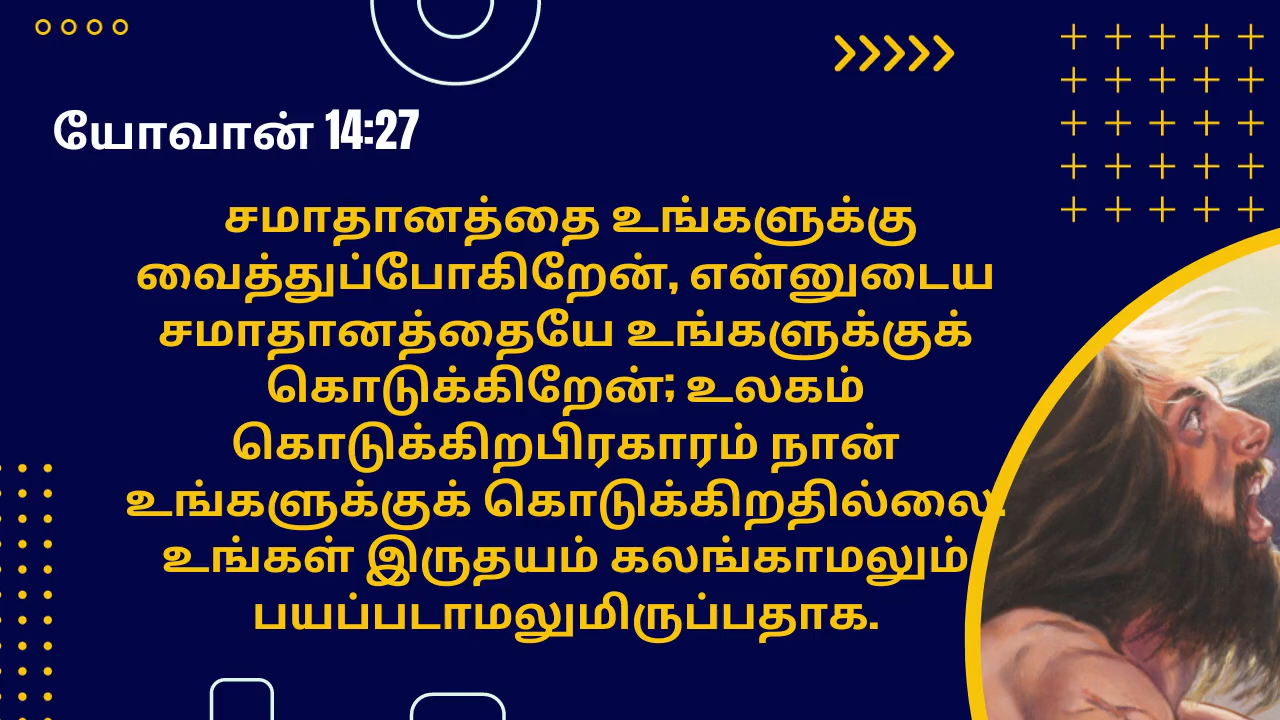 யோவான் 14:27
சமாதானத்தை உங்களுக்கு
வைத்துப்போகிறேன், என்னுடைய
சமாதானத்தையே உங்களுக்குக்
கொடுக்கிறேன்; உலகம்
கொடுக்கிறபிரகாரம் நான்
உங்களுக்குக் கொடுக்கிறதில்லை.
உங்கள் இருதயம் கலங்காமலும்
பயப்படாமலுமிருப்பதாக.